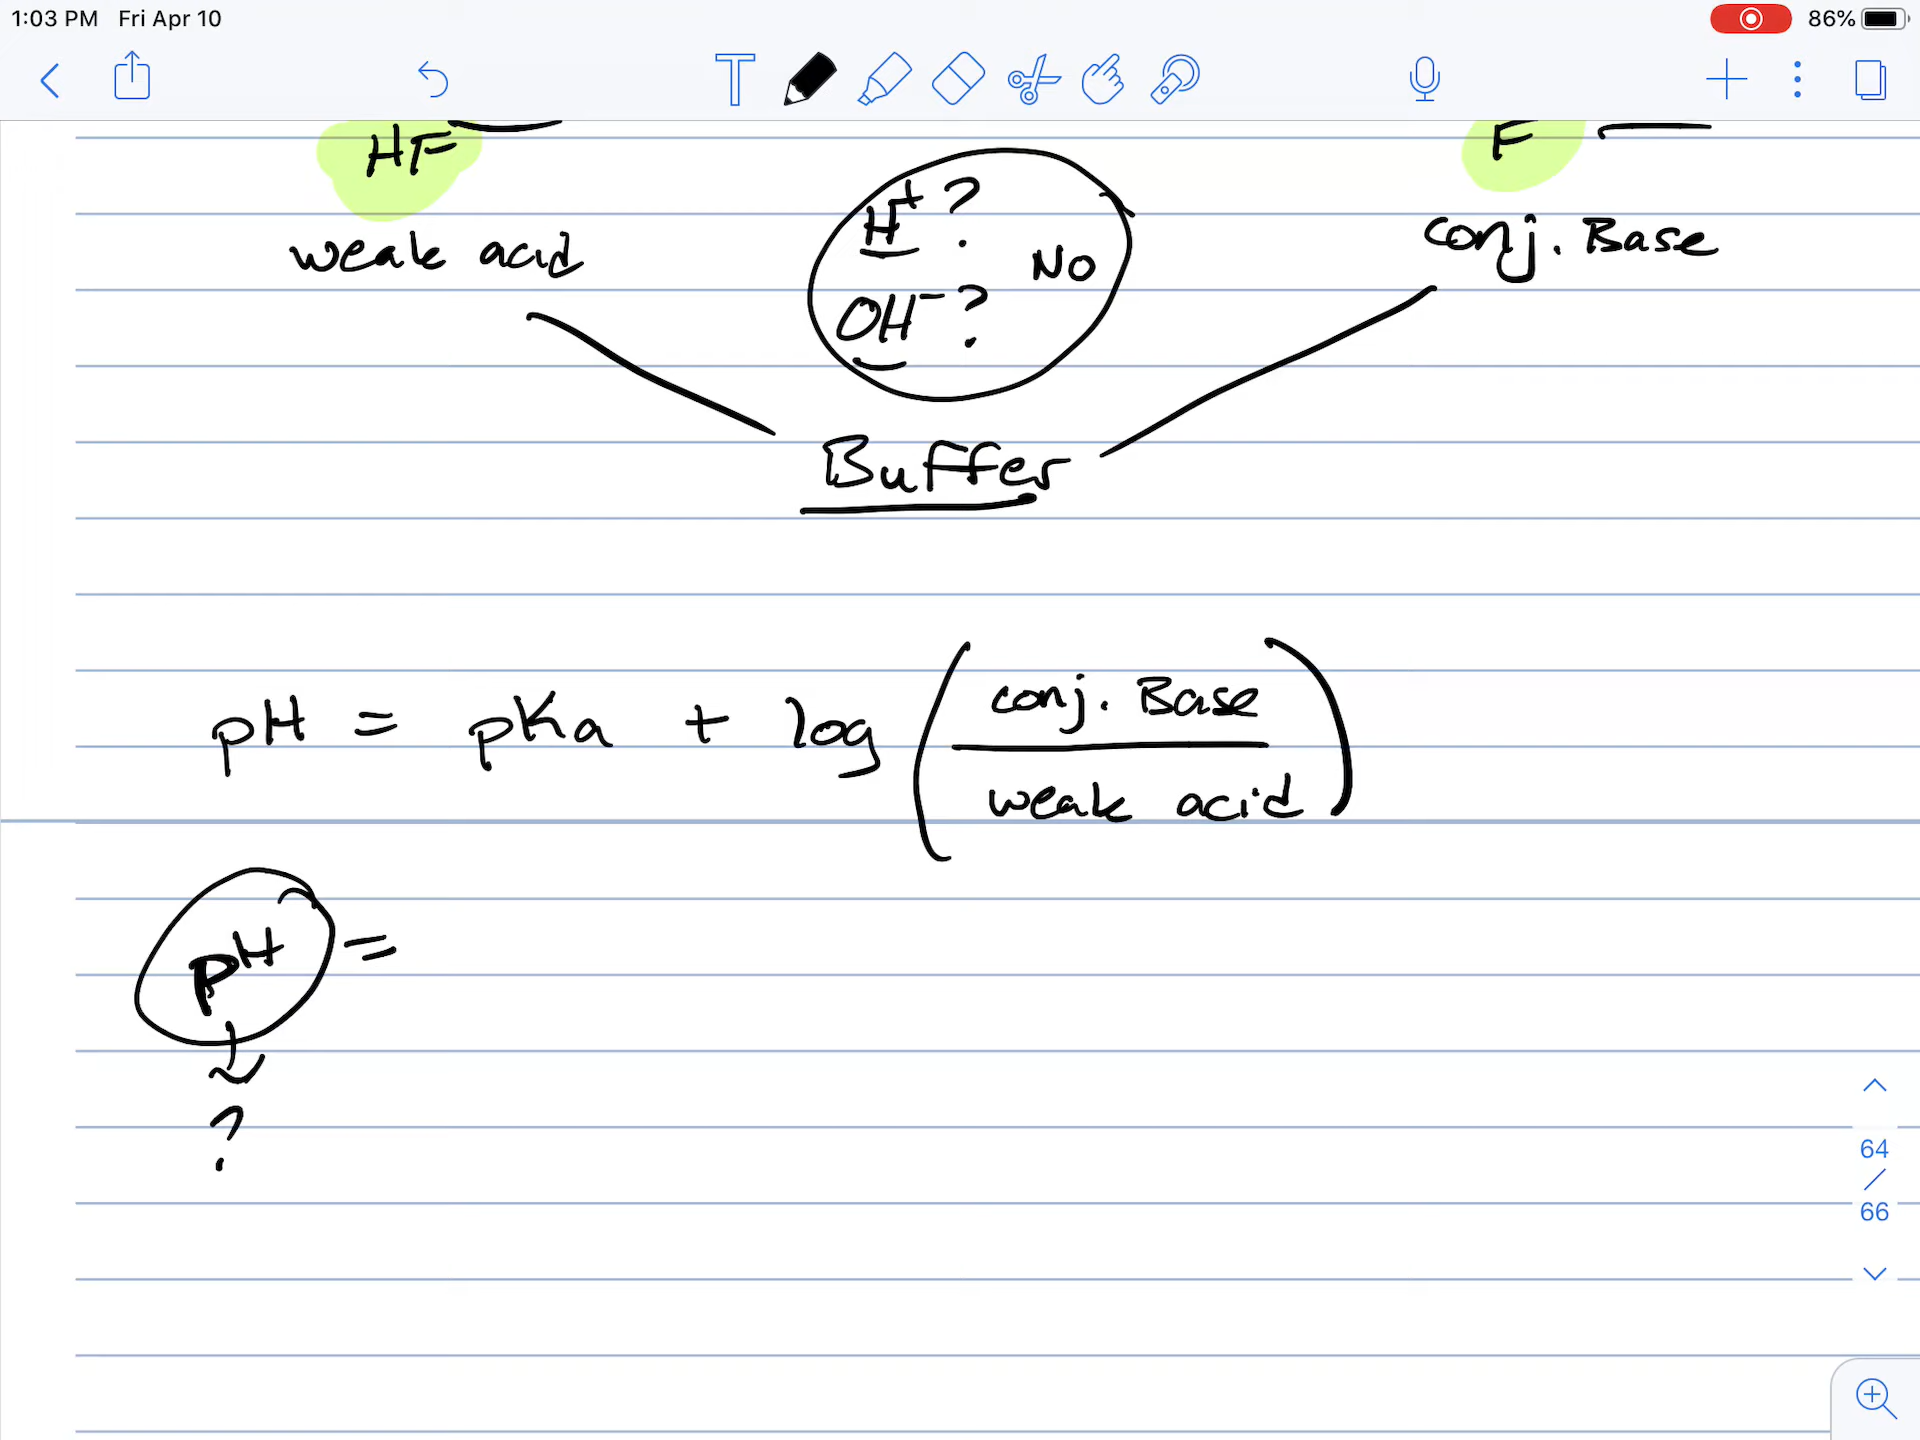 1:03 PM Fri Apr 10 86%
T
HF F
H+ ?
weak acid NO conj. Base
OH- ?
Buffer
pH = pKa + log ( conj. Base
weak acid )
pH =
?
64
/
66